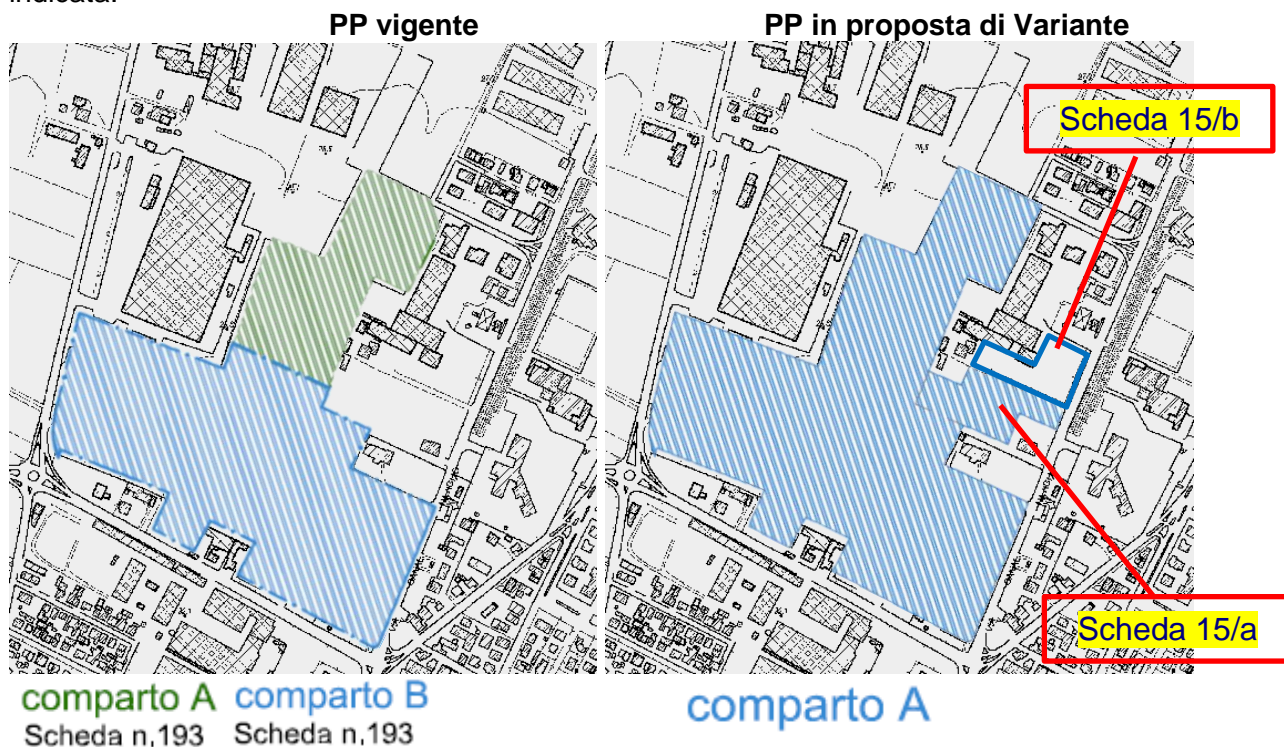 PP vigente
PP in proposta di Variante
Scheda 15/b
Scheda 15/a
comparto A comparto B
Scheda n,193 Scheda n,193
comparto A